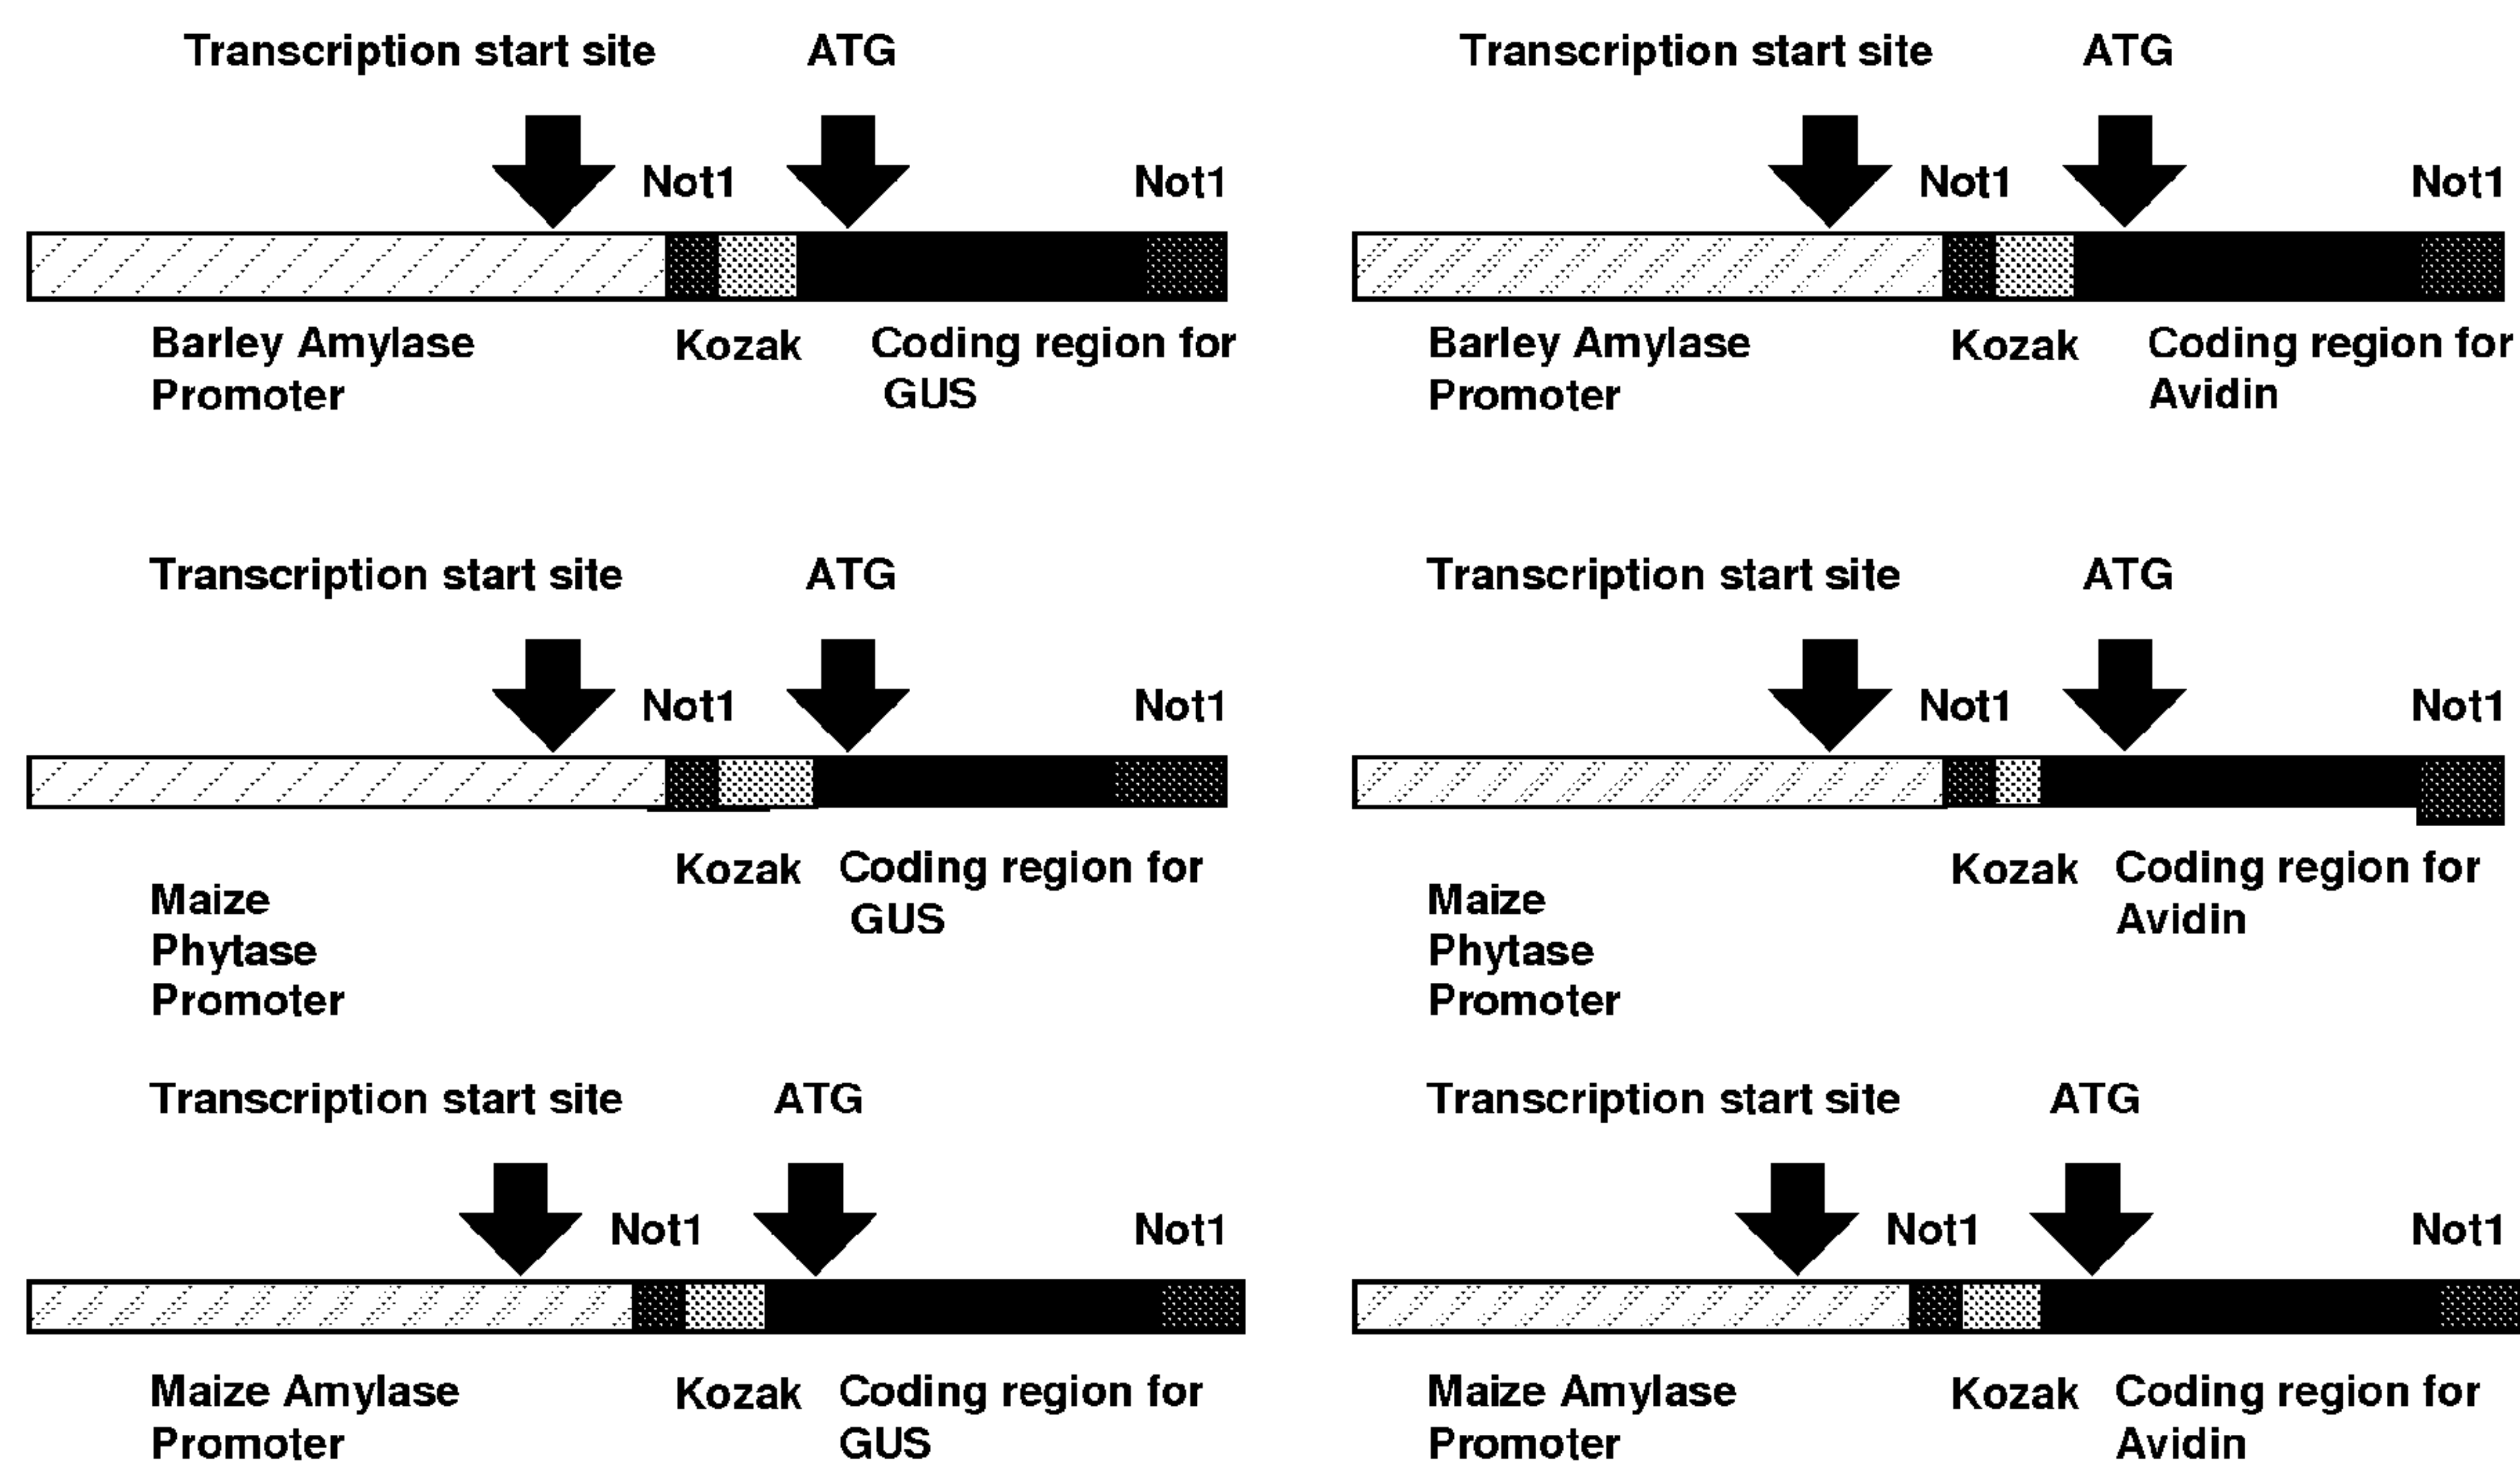 Transcription start site ATG
Not1 Not1
Barley Amylase Promoter
Kozak
Coding region for GUS
Transcription start site ATG
Not1 Not1
Barley Amylase Promoter
Kozak
Coding region for Avidin
Transcription start site ATG
Not1 Not1
Maize Phytase Promoter
Kozak
Coding region for GUS
Transcription start site ATG
Not1 Not1
Maize Phytase Promoter
Kozak
Coding region for Avidin
Transcription start site ATG
Not1 Not1
Maize Amylase Promoter
Kozak
Coding region for GUS
Transcription start site ATG
Not1 Not1
Maize Amylase Promoter
Kozak
Coding region for Avidin